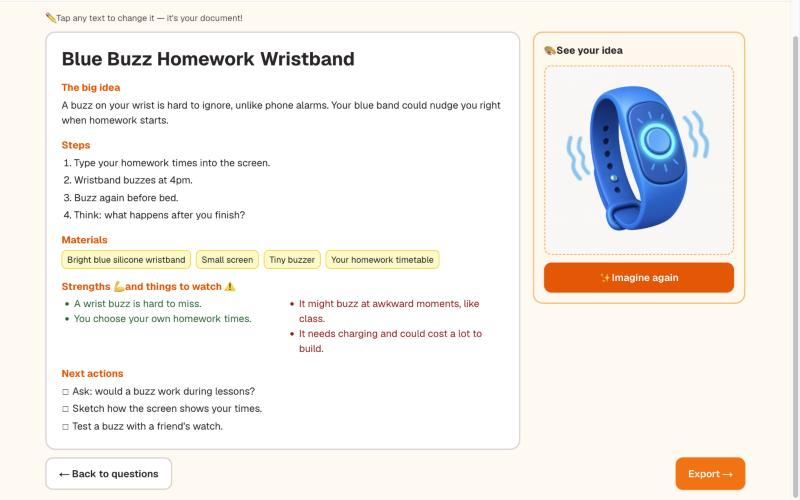 ✏️Tap any text to change it — it's your document!
Blue Buzz Homework Wristband
The big idea
A buzz on your wrist is hard to ignore, unlike phone alarms. Your blue band could nudge you right
when homework starts.
Steps
1. Type your homework times into the screen.
2. Wristband buzzes at 4pm.
3. Buzz again before bed.
4. Think: what happens after you finish?
Materials
Bright blue silicone wristband
Small screen
Tiny buzzer
Your homework timetable
Strengths 💪and things to watch ⚠️
• A wrist buzz is hard to miss.
• You choose your own homework times.
• It might buzz at awkward moments, like
class.
• It needs charging and could cost a lot to
build.
Next actions
☐ Ask: would a buzz work during lessons?
☐ Sketch how the screen shows your times.
☐ Test a buzz with a friend's watch.
🎨See your idea
✨Imagine again
← Back to questions
Export →